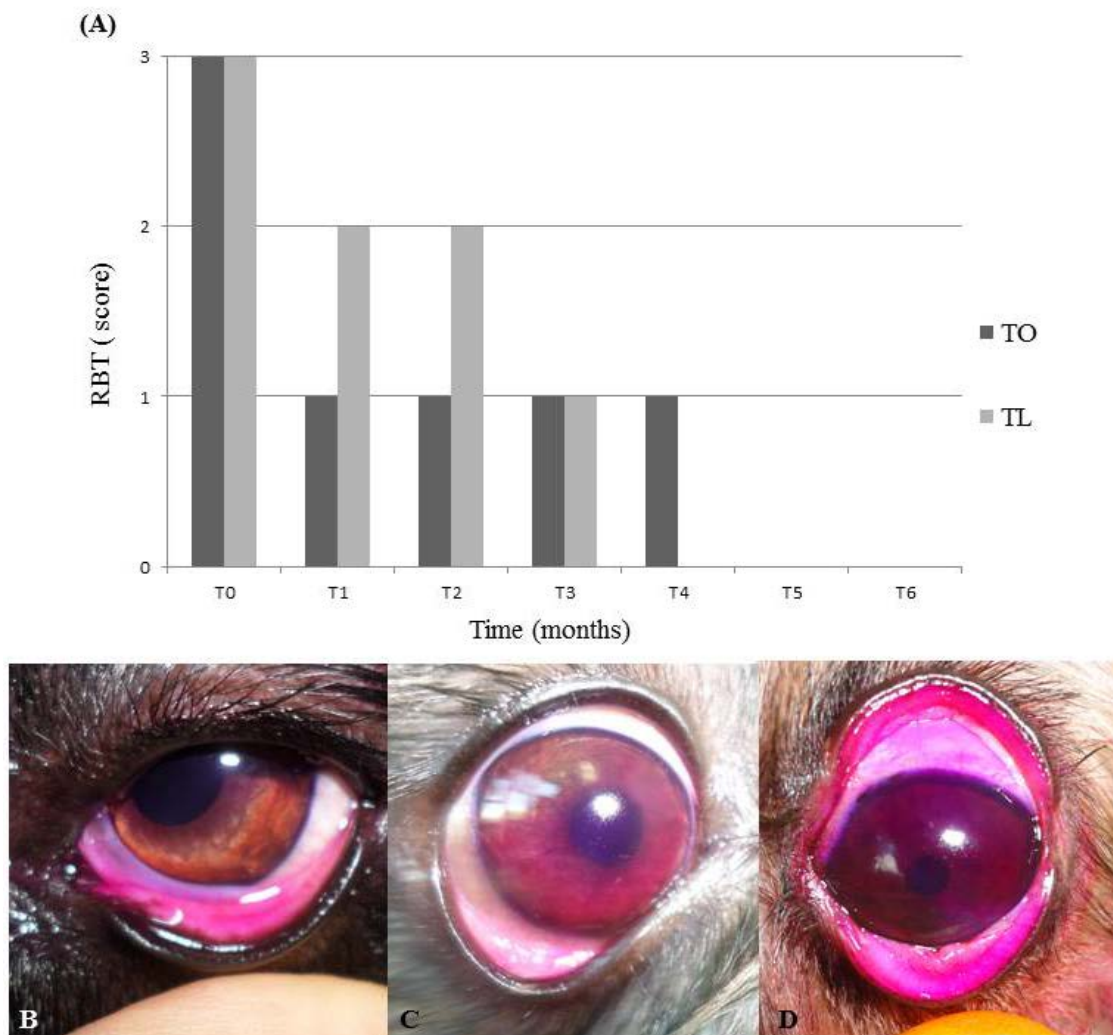 (A)
3
2
1
0
RBT ( score)
T0 T1 T2 T3 T4 T5 T6
Time (months)
TO
TL
B C D